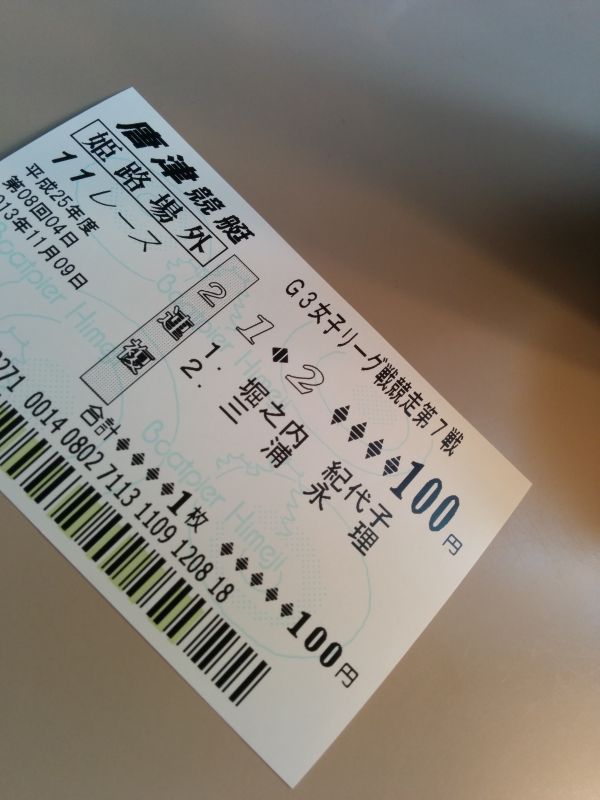 唐津競艇
姫路場外
11レース
平成25年度
第08回04日
2013年11月09日
G3女子リーグ戦競走第7戦
2連複
1◆2 ◆◆◆◆100円
1. 堀之内 紀代子
2. 三浦 永理
合計◆◆◆◆1枚 ◆◆◆◆◆100円
0014 0802 7113 1109 1208 18
Boatpier Himeji
Boatpier Himeji
Boatpier Himeji